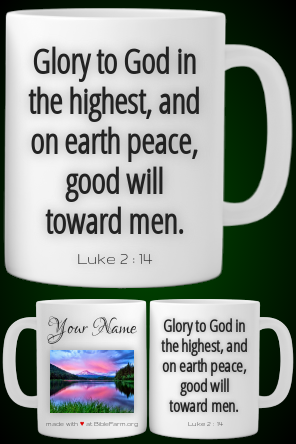 Glory to God in
the highest, and
on earth peace,
good will
toward men.
Luke 2 : 14
Your Name
made with ♥ at BibleFarm.org
Glory to God in
the highest, and
on earth peace,
good will
toward men.
Luke 2 : 14